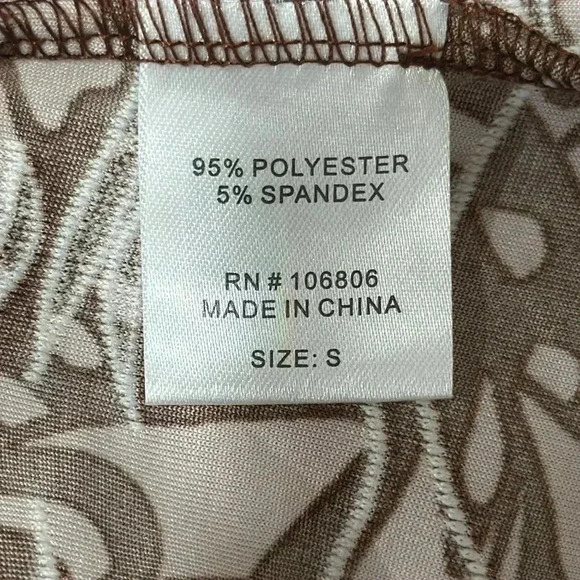 95% POLYESTER
5% SPANDEX
RN # 106806
MADE IN CHINA
SIZE: S